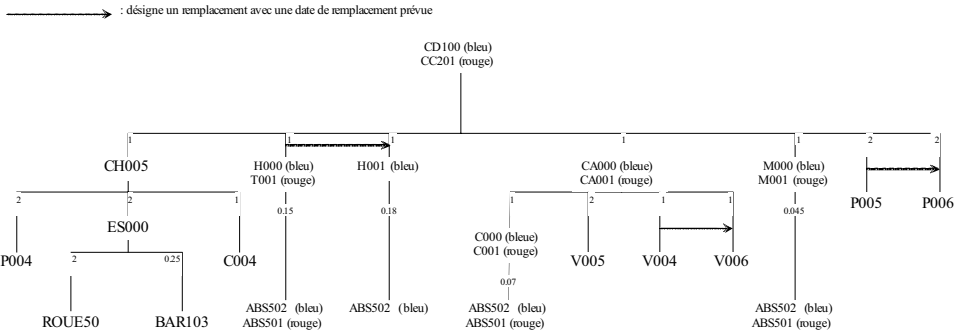 : désigne un remplacement avec une date de remplacement prévue
CD100 (bleu)
CC201 (rouge)
1 1 1 1 1 2 2
CH005
H000 (bleu)
T001 (rouge)
H001 (bleu)
CA000 (bleue)
CA001 (rouge)
M000 (bleu)
M001 (rouge)
P005
P006
2 2 1
0.15
0.18
1 2 1 1
0.045
P004
ES000
C004
C000 (bleue)
C001 (rouge)
V005
V004
V006
2 0.25
0.07
ROUE50
BAR103
ABS502 (bleu)
ABS501 (rouge)
ABS502 (bleu)
ABS502 (bleu)
ABS501 (rouge)
ABS502 (bleu)
ABS501 (rouge)